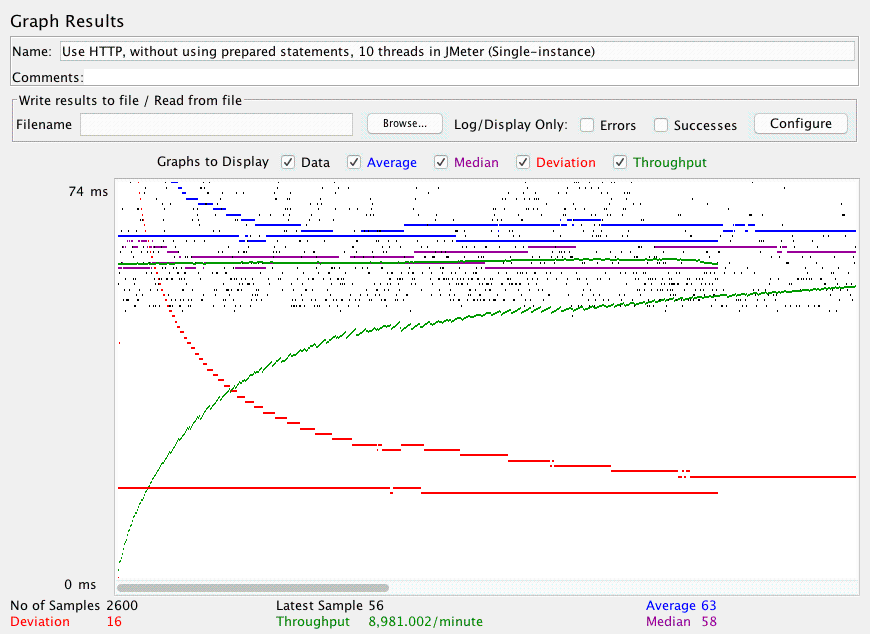 Graph Results
Name: Use HTTP, without using prepared statements, 10 threads in JMeter (Single-instance)
Comments:
Write results to file / Read from file
Filename Browse... Log/Display Only: Errors Successes Configure
Graphs to Display Data Average Median Deviation Throughput
74 ms
0 ms
No of Samples 2600 Latest Sample 56 Average 63
Deviation 16 Throughput 8,981.002/minute Median 58